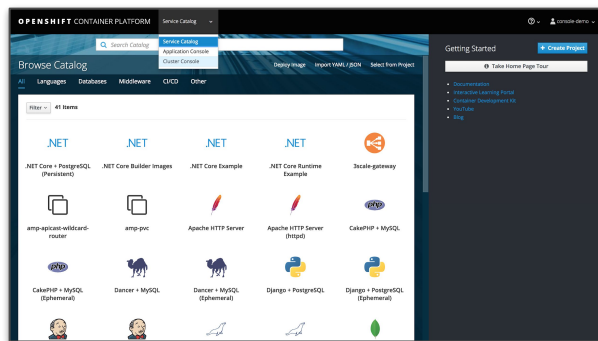 OPENSHIFT CONTAINER PLATFORM
Service Catalog
console-demo
Search Catalog
Service Catalog
Application Console
Cluster Console
Browse Catalog
Deploy Image Import YAML / JSON Select from Project
All Languages Databases Middleware CI/CD Other
Filter 41 Items
.NET .NET .NET .NET
.NET Core + PostgreSQL (Persistent)
.NET Core Builder Images
.NET Core Example
.NET Core Runtime Example
3scale-gateway
php
amp-apicast-wildcard-router
amp-pvc
Apache HTTP Server
Apache HTTP Server (httpd)
CakePHP + MySQL
php
CakePHP + MySQL (Ephemeral)
Dancer + MySQL
Dancer + MySQL (Ephemeral)
Django + PostgreSQL
Django + PostgreSQL (Ephemeral)
Getting Started
+ Create Project
Take Home Page Tour
Documentation
Interactive Learning Portal
Container Development Kit
YouTube
Blog